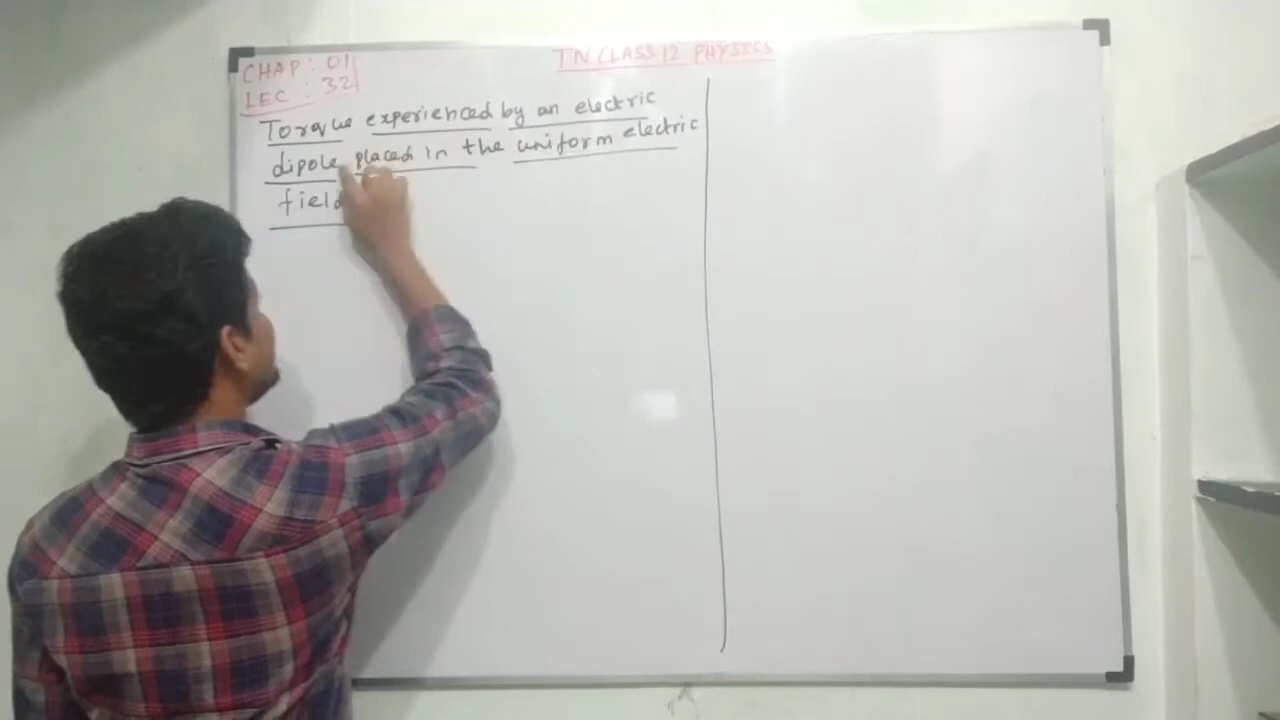 TN CLASS 12 PHYSICS
CHAP : 01
LEC : 32
Torque experienced by an electric
dipole placed in the uniform electric
field